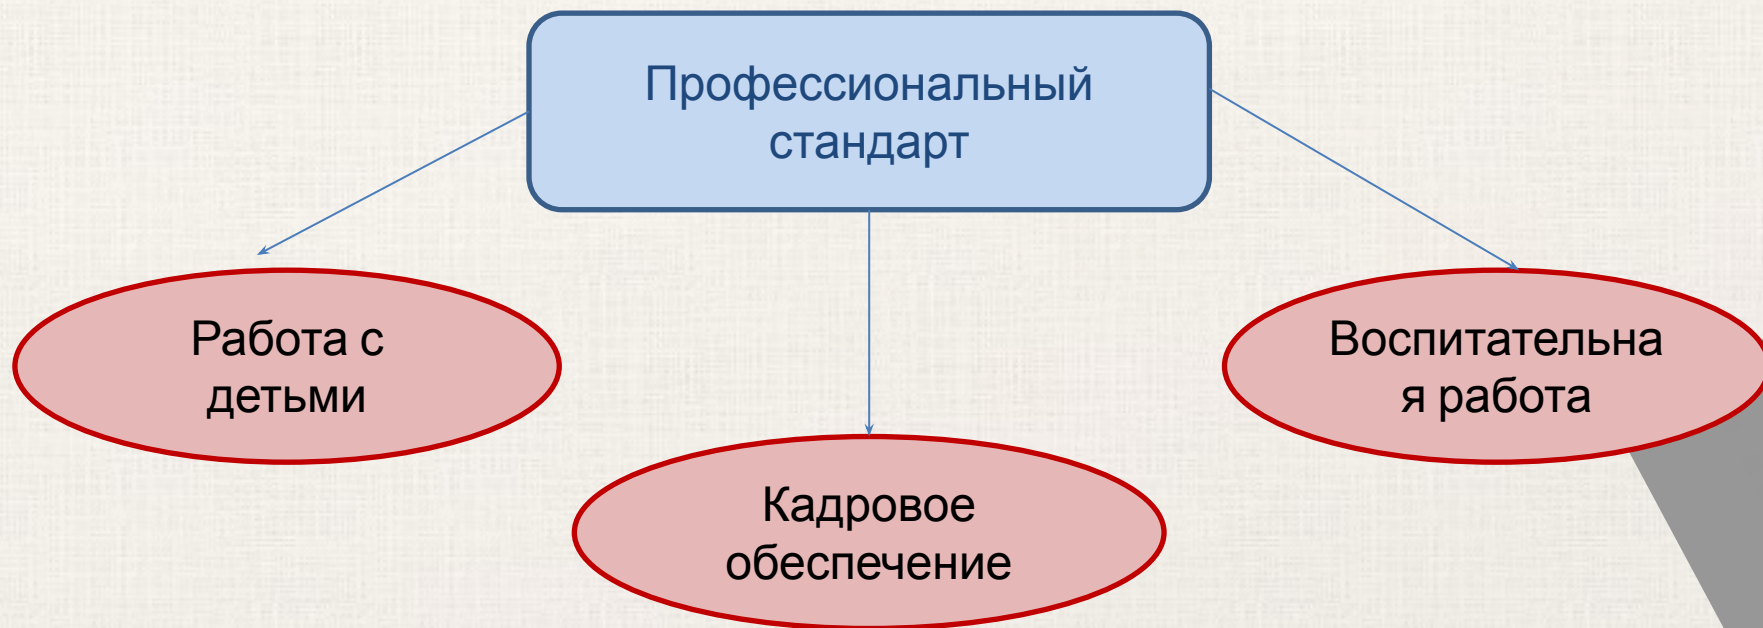 Профессиональный
стандарт
Работа с
детьми
Кадровое
обеспечение
Воспитательна
я работа